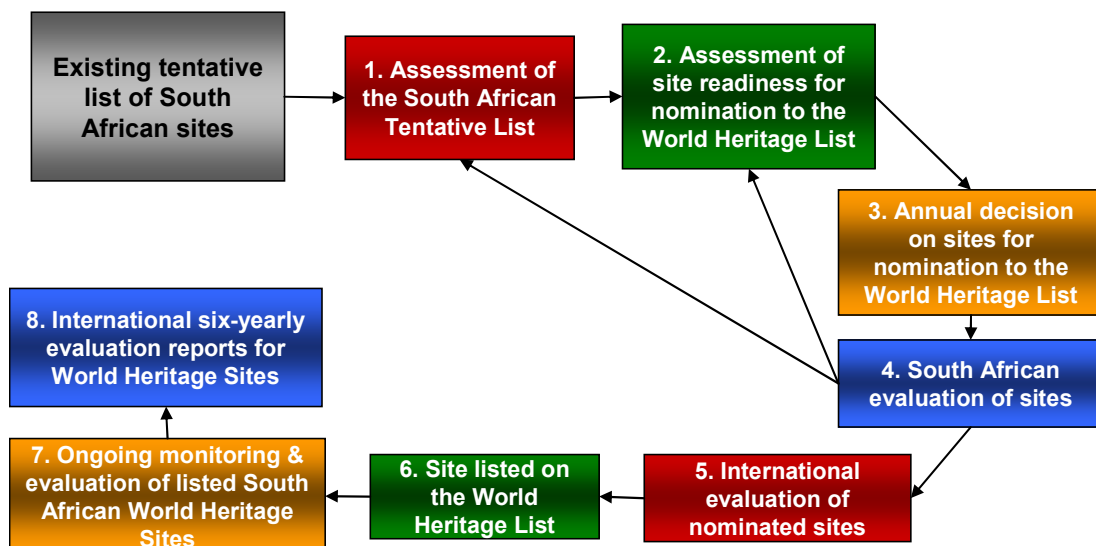 Existing tentative
list of South
African sites
1. Assessment of
the South African
Tentative List
2. Assessment of
site readiness for
nomination to the
World Heritage List
3. Annual decision
on sites for
nomination to the
World Heritage List
4. South African
evaluation of sites
5. International
evaluation of
nominated sites
6. Site listed on
the World
Heritage List
7. Ongoing monitoring &
evaluation of listed South
African World Heritage
Sites
8. International six-yearly
evaluation reports for
World Heritage Sites